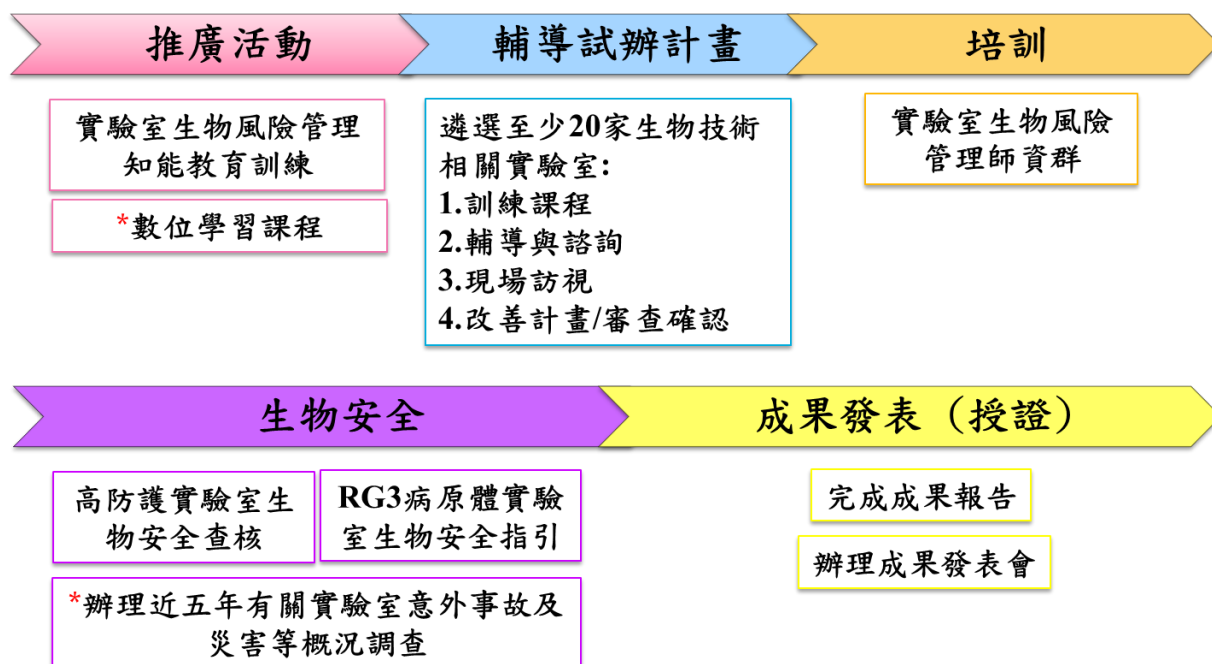 推廣活動
輔導試辦計畫
培訓
實驗室生物風險管理
知能教育訓練
*數位學習課程
遴選至少20家生物技術
相關實驗室:
1.訓練課程
2.輔導與諮詢
3.現場訪視
4.改善計畫/審查確認
實驗室生物風險
管理師資群
生物安全
成果發表（授證）
高防護實驗室生
物安全查核
RG3病原體實驗
室生物安全指引
*辦理近五年有關實驗室意外事故及
災害等概況調查
完成成果報告
辦理成果發表會